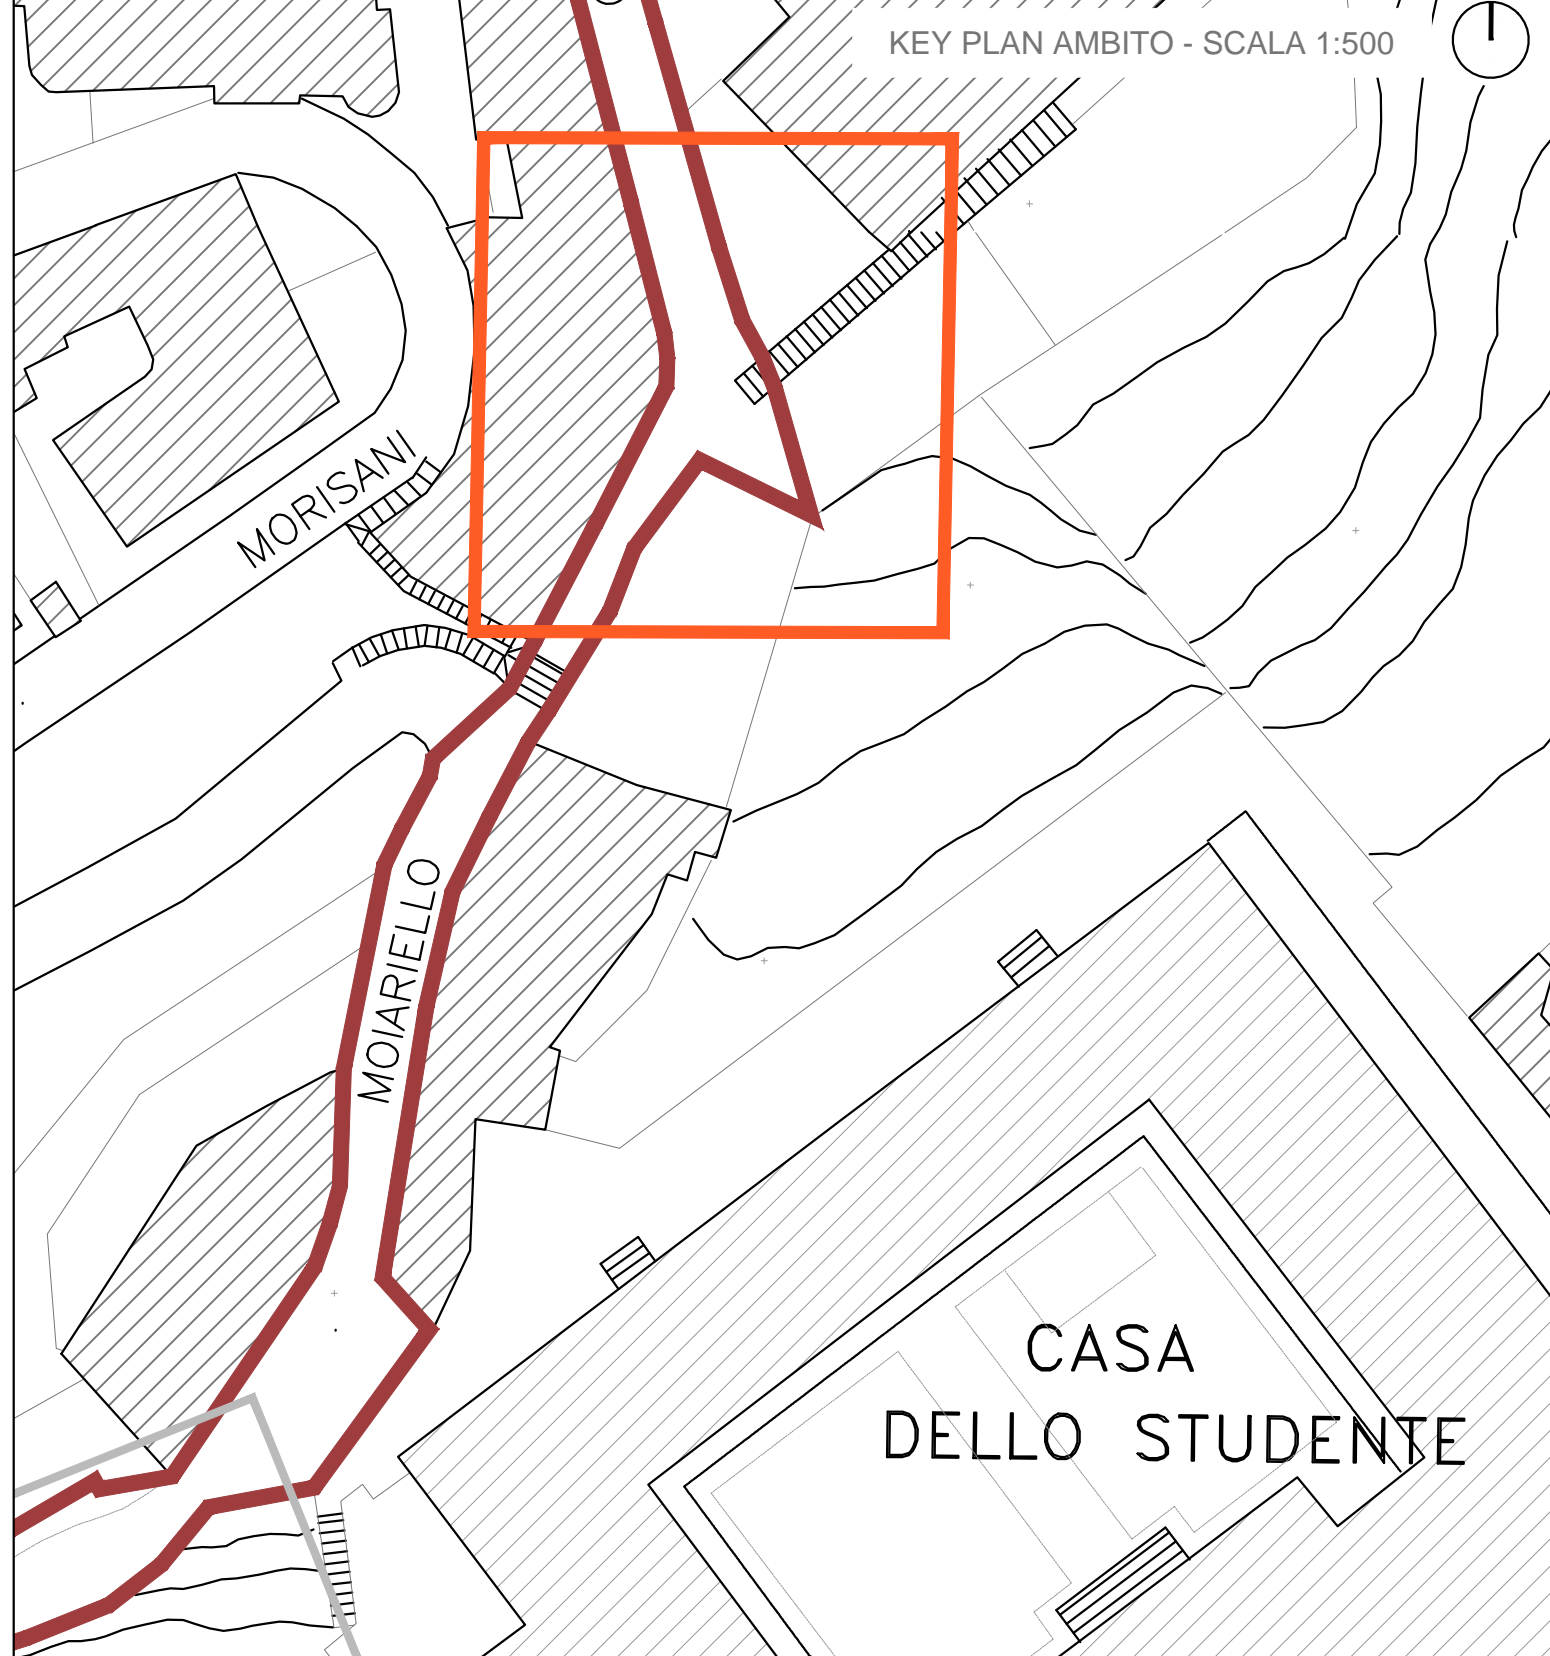 KEY PLAN AMBITO - SCALA 1:500
MORISANI
MOIARIELLO
CASA
DELLO STUDENTE